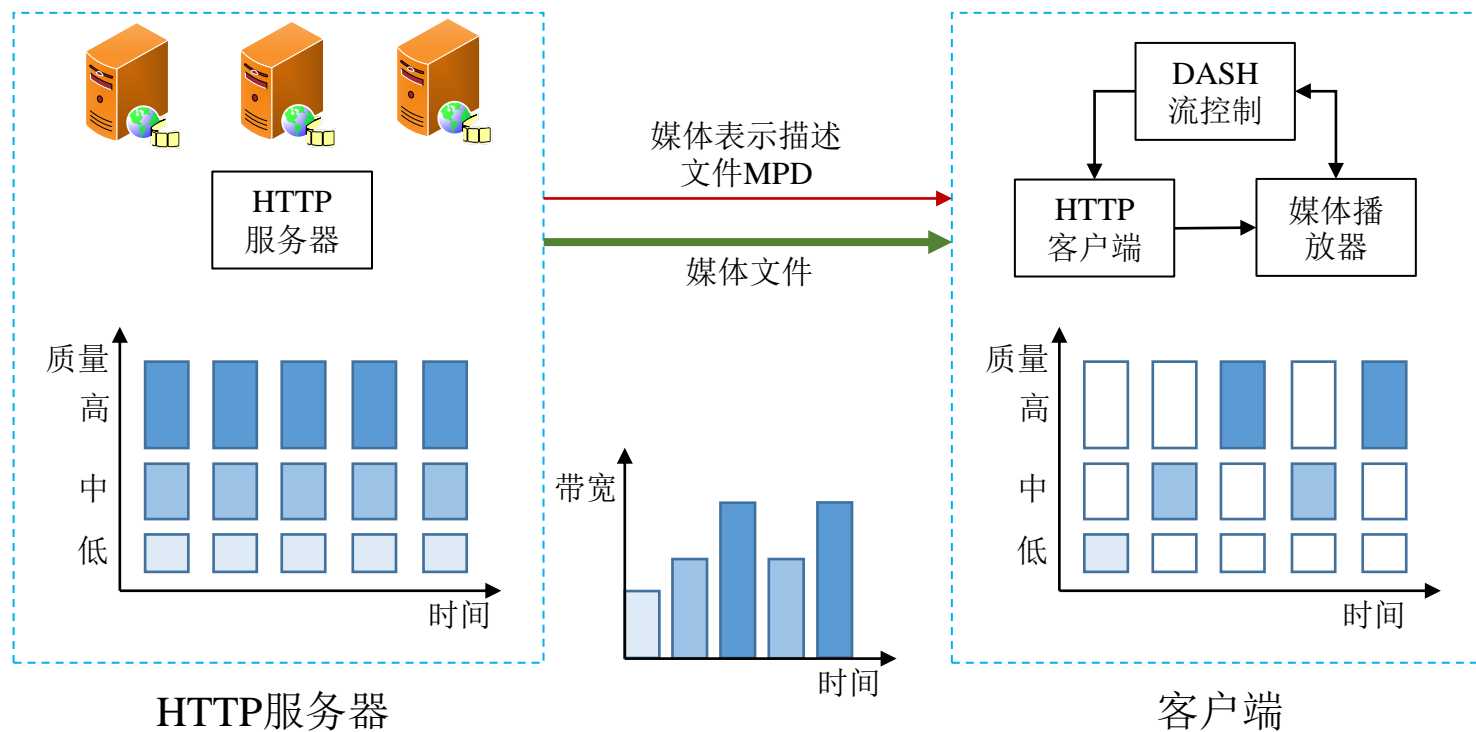 HTTP
服务器
质量
高
中
低
时间
HTTP服务器
媒体表示描述
文件MPD
媒体文件
带宽
时间
DASH
流控制
HTTP
客户端
媒体播
放器
质量
高
中
低
时间
客户端